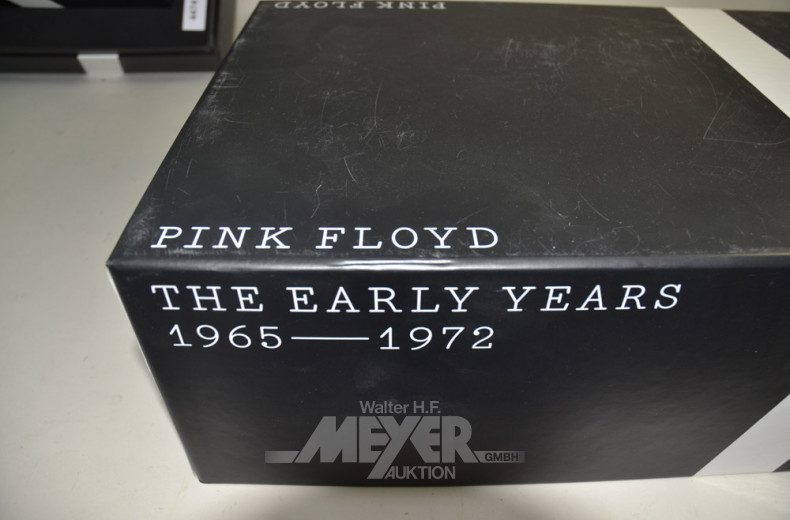 PINK FLOYD
PINK FLOYD
THE EARLY YEARS
1965——1972
Walter H.F.
MEYER
GMBH
AUKTION